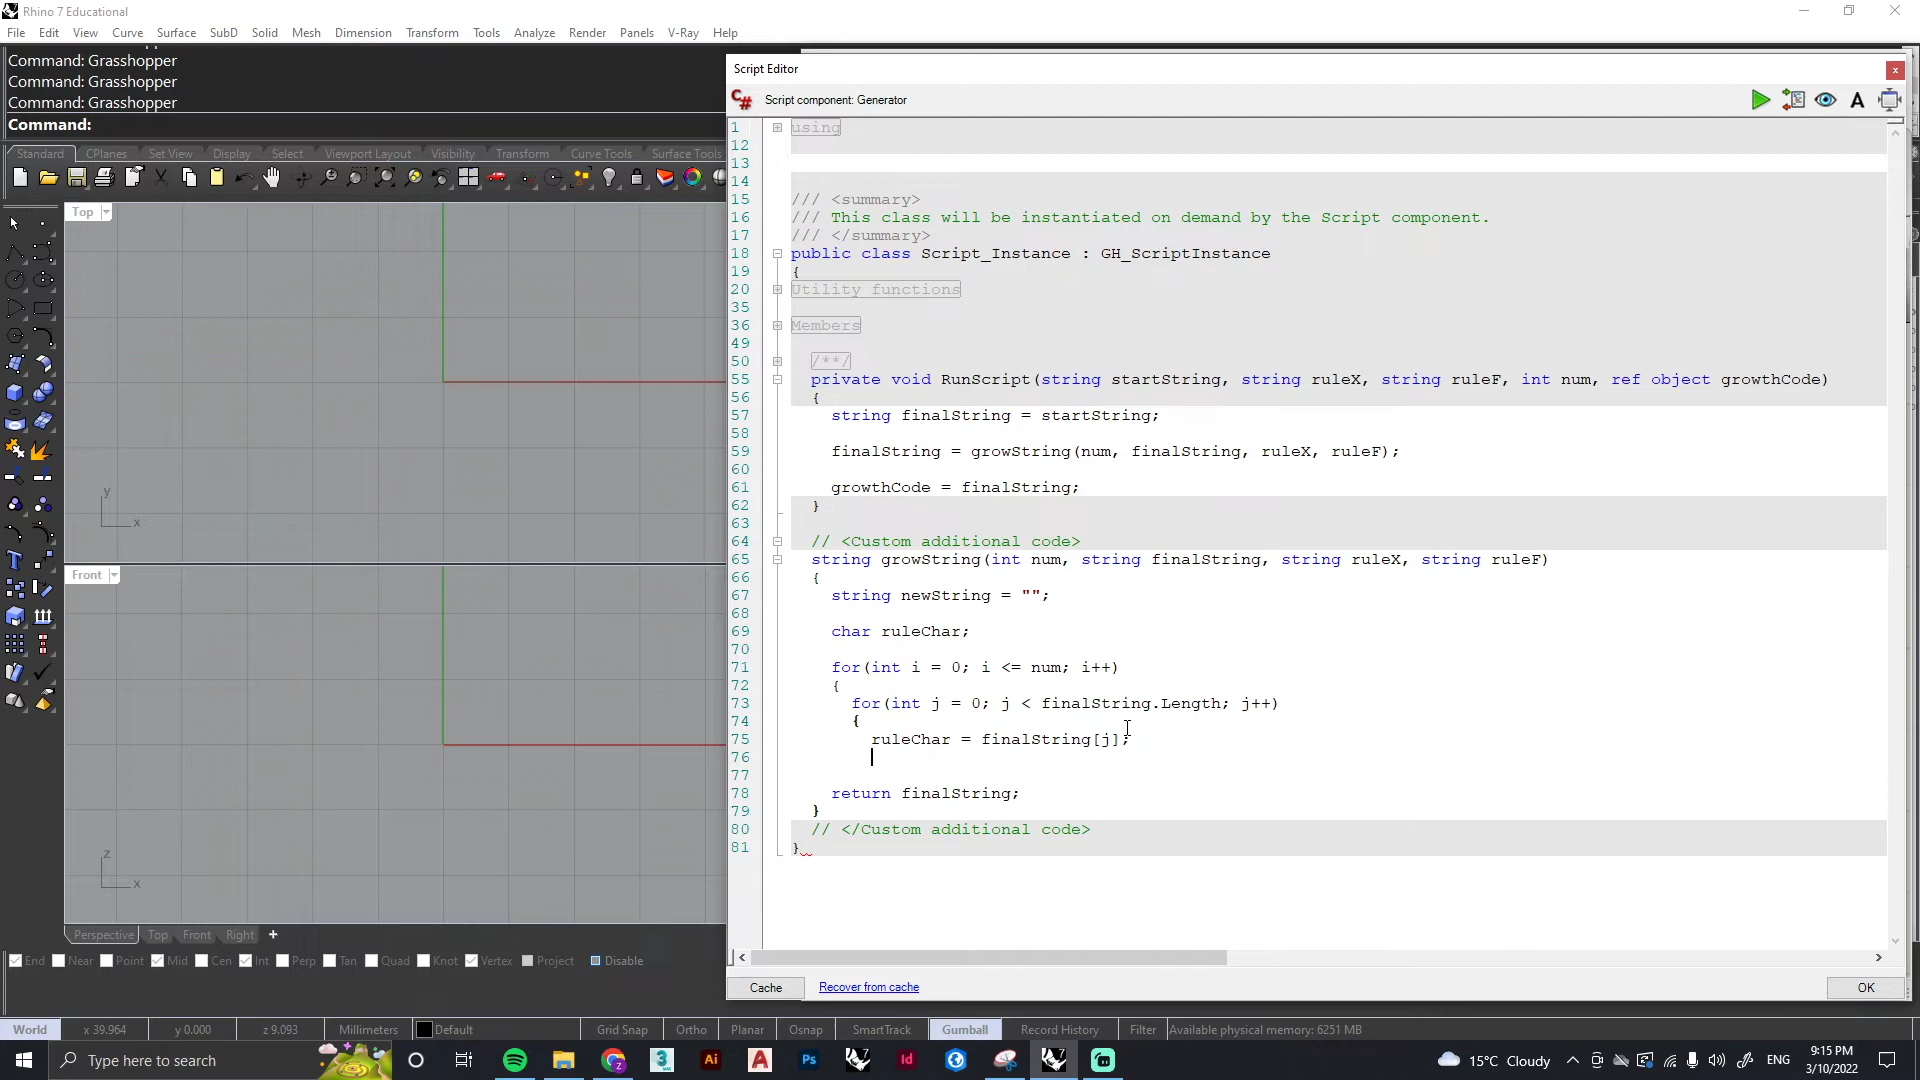 Rhino 7 Educational
File Edit View Curve Surface SubD Solid Mesh Dimension Transform Tools Analyze Render Panels V-Ray Help
Command: Grasshopper
Command: Grasshopper
Command: Grasshopper
Command:
Standard CPlanes Set View Display Select Viewport Layout Visibility Transform Curve Tools Surface Tools
Top
y
x
Front
z
x
Perspective Top Front Right
End Near Point Mid Cen Int Perp Tan Quad Knot Vertex Project Disable
Script Editor
C# Script component: Generator
1 using
12
13
14
15 /// <summary>
16 /// This class will be instantiated on demand by the Script component.
17 /// </summary>
18 public class Script_Instance : GH_ScriptInstance
19 {
20 Utility functions
35
36 Members
49
50 /**/
55 private void RunScript(string startString, string ruleX, string ruleF, int num, ref object growthCode)
56 {
57 string finalString = startString;
58
59 finalString = growString(num, finalString, ruleX, ruleF);
60
61 growthCode = finalString;
62 }
63
64 // <Custom additional code>
65 string growString(int num, string finalString, string ruleX, string ruleF)
66 {
67 string newString = "";
68
69 char ruleChar;
70
71 for(int i = 0; i <= num; i++)
72 {
73 for(int j = 0; j < finalString.Length; j++)
74 {
75 ruleChar = finalString[j];
76
77
78 return finalString;
79 }
80 // </Custom additional code>
81 }
Cache Recover from cache OK
World x 39.964 y 0.000 z 9.093 Millimeters Default Grid Snap Ortho Planar Osnap SmartTrack Gumball Record History Filter Available physical memory: 6251 MB
Type here to search
15°C Cloudy
ENG
9:15 PM
3/10/2022